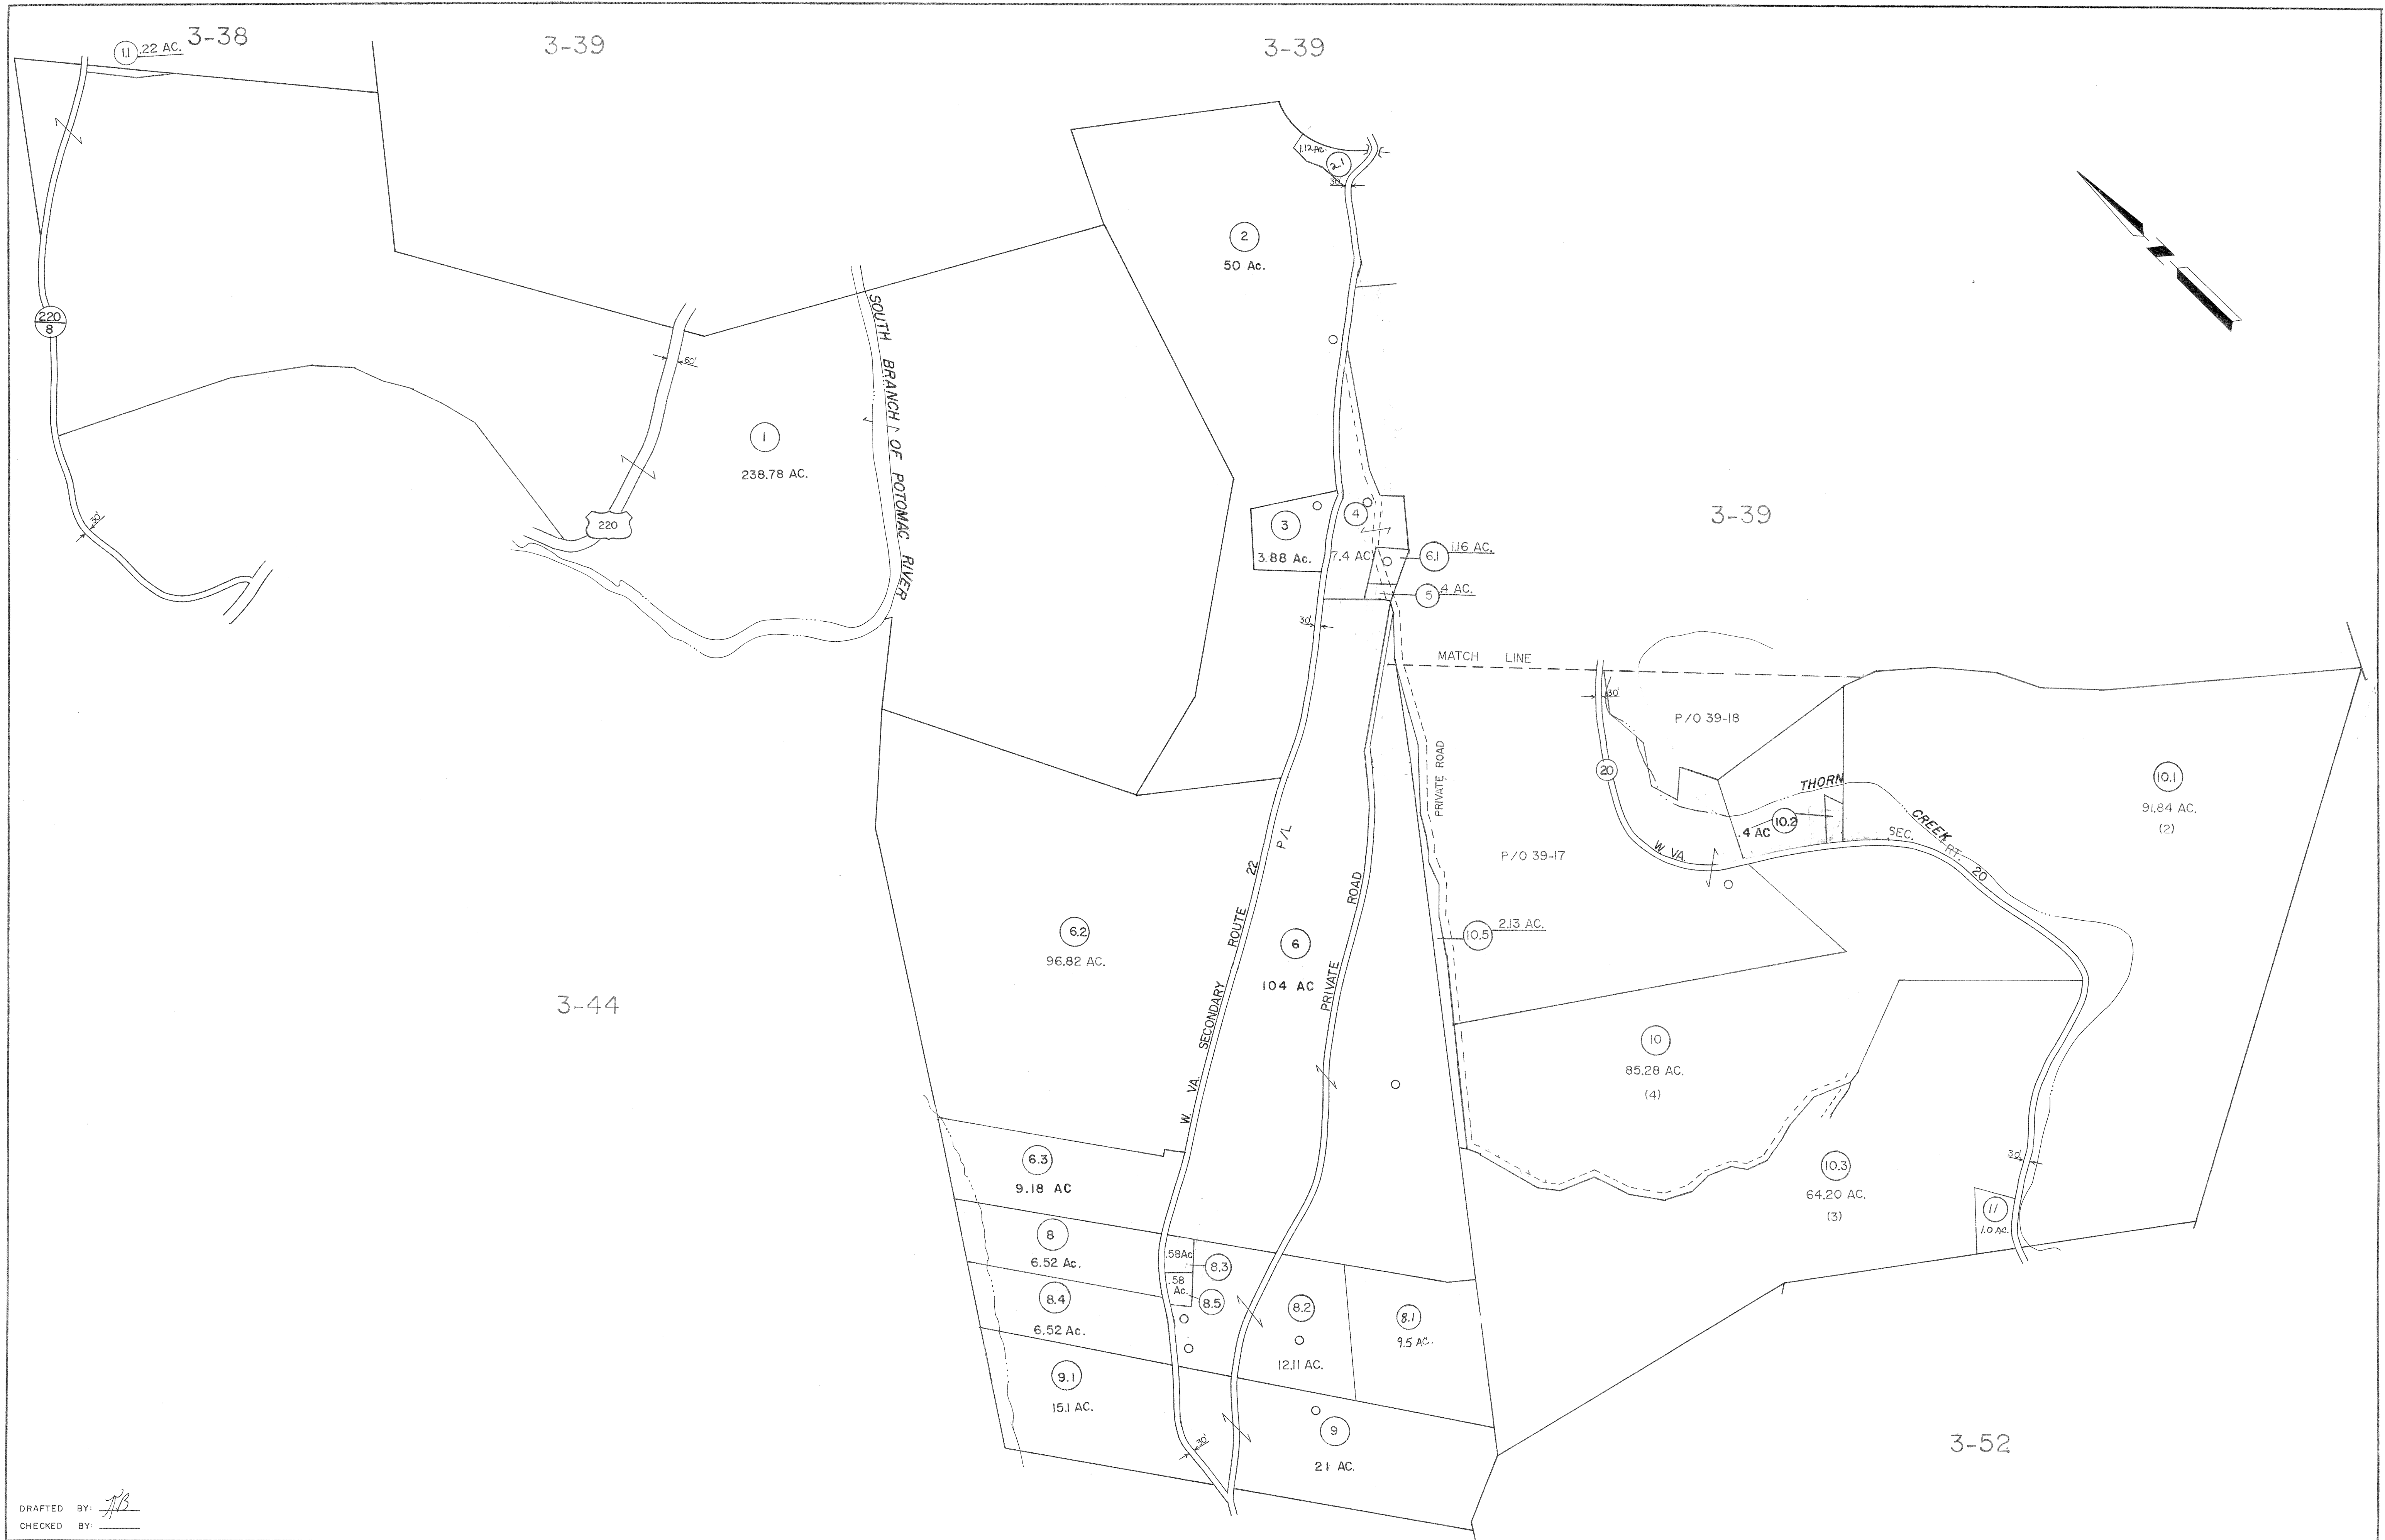 3-38
3-39
3-39
1.1 .22 AC.
1.12 Ac.
2.1
30'
2
50 Ac.
220
8
60'
SOUTH BRANCH OF POTOMAC RIVER
1
238.78 AC.
220
30'
3
3.88 Ac.
4
7.4 AC.
6.1 1.16 AC.
5 .4 AC.
3-39
30'
MATCH LINE
30'
P/O 39-18
20
PRIVATE ROAD
THORN CREEK
10.1
91.84 AC.
(2)
.4 AC 10.2
W. VA. SEC. RT. 20
P/O 39-17
W. VA. SECONDARY ROUTE 22
P/L
PRIVATE ROAD
6.2
96.82 AC.
6
104 AC
10.5 2.13 AC.
3-44
10
85.28 AC.
(4)
10.3
64.20 AC.
(3)
30'
11
1.0 AC.
6.3
9.18 AC
8
6.52 Ac.
.58Ac
8.3
.58
Ac.
8.5
8.4
6.52 Ac.
8.2
12.11 AC.
8.1
9.5 AC.
9.1
15.1 AC.
30'
9
21 AC.
3-52
DRAFTED BY:
CHECKED BY: